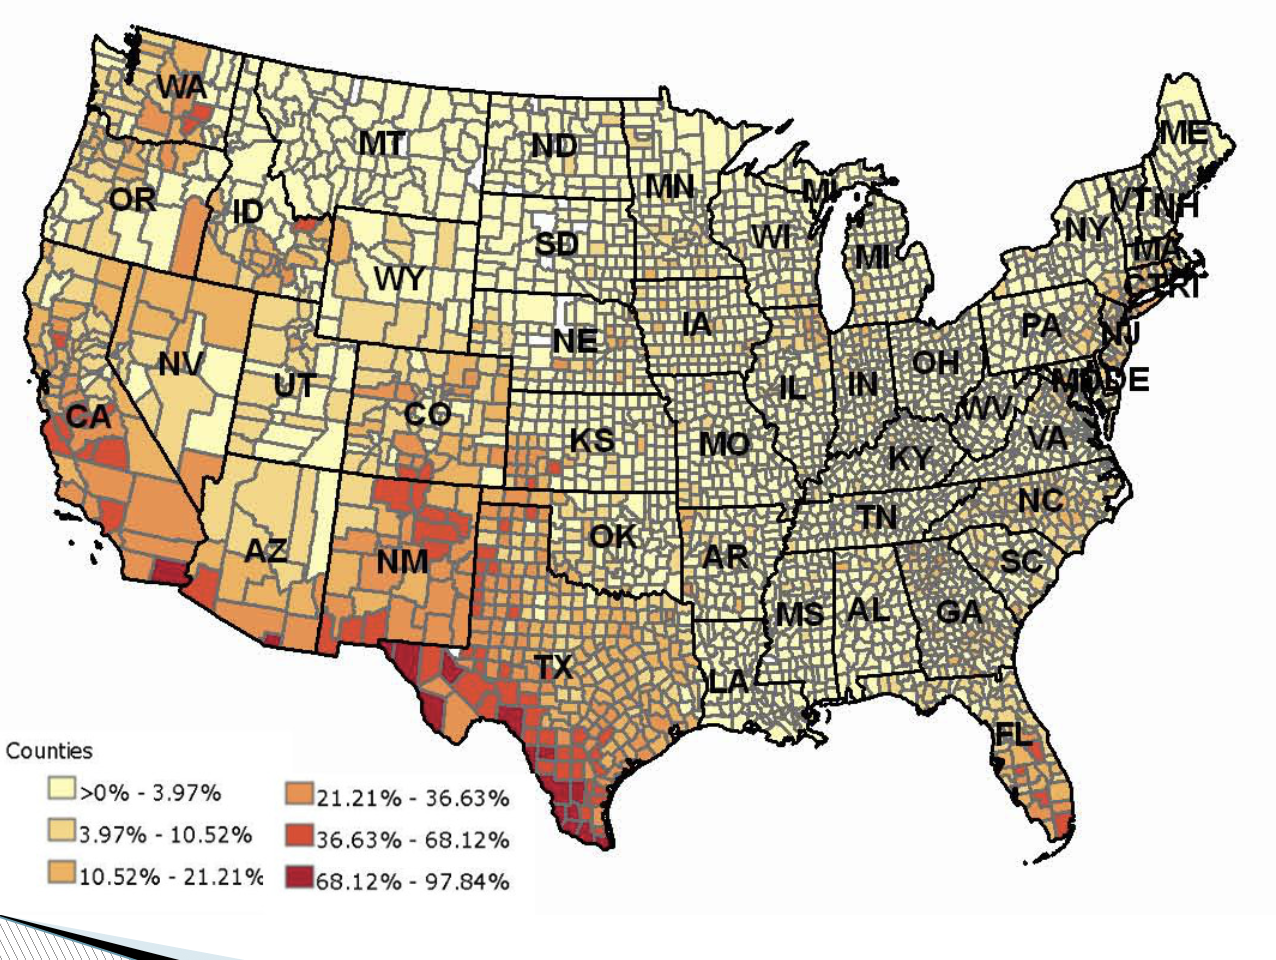 WA
MT
ND
MN
ME
OR
ID
SD
WI
MI
MI
NY
VT
NH
WY
MA
CT
RI
NV
NE
IA
PA
NJ
UT
CO
IL
IN
OH
MD
DE
CA
KS
MO
WV
VA
KY
AZ
NM
OK
AR
TN
NC
SC
MS
AL
GA
TX
LA
FL
Counties
>0% - 3.97%
3.97% - 10.52%
10.52% - 21.21%
21.21% - 36.63%
36.63% - 68.12%
68.12% - 97.84%